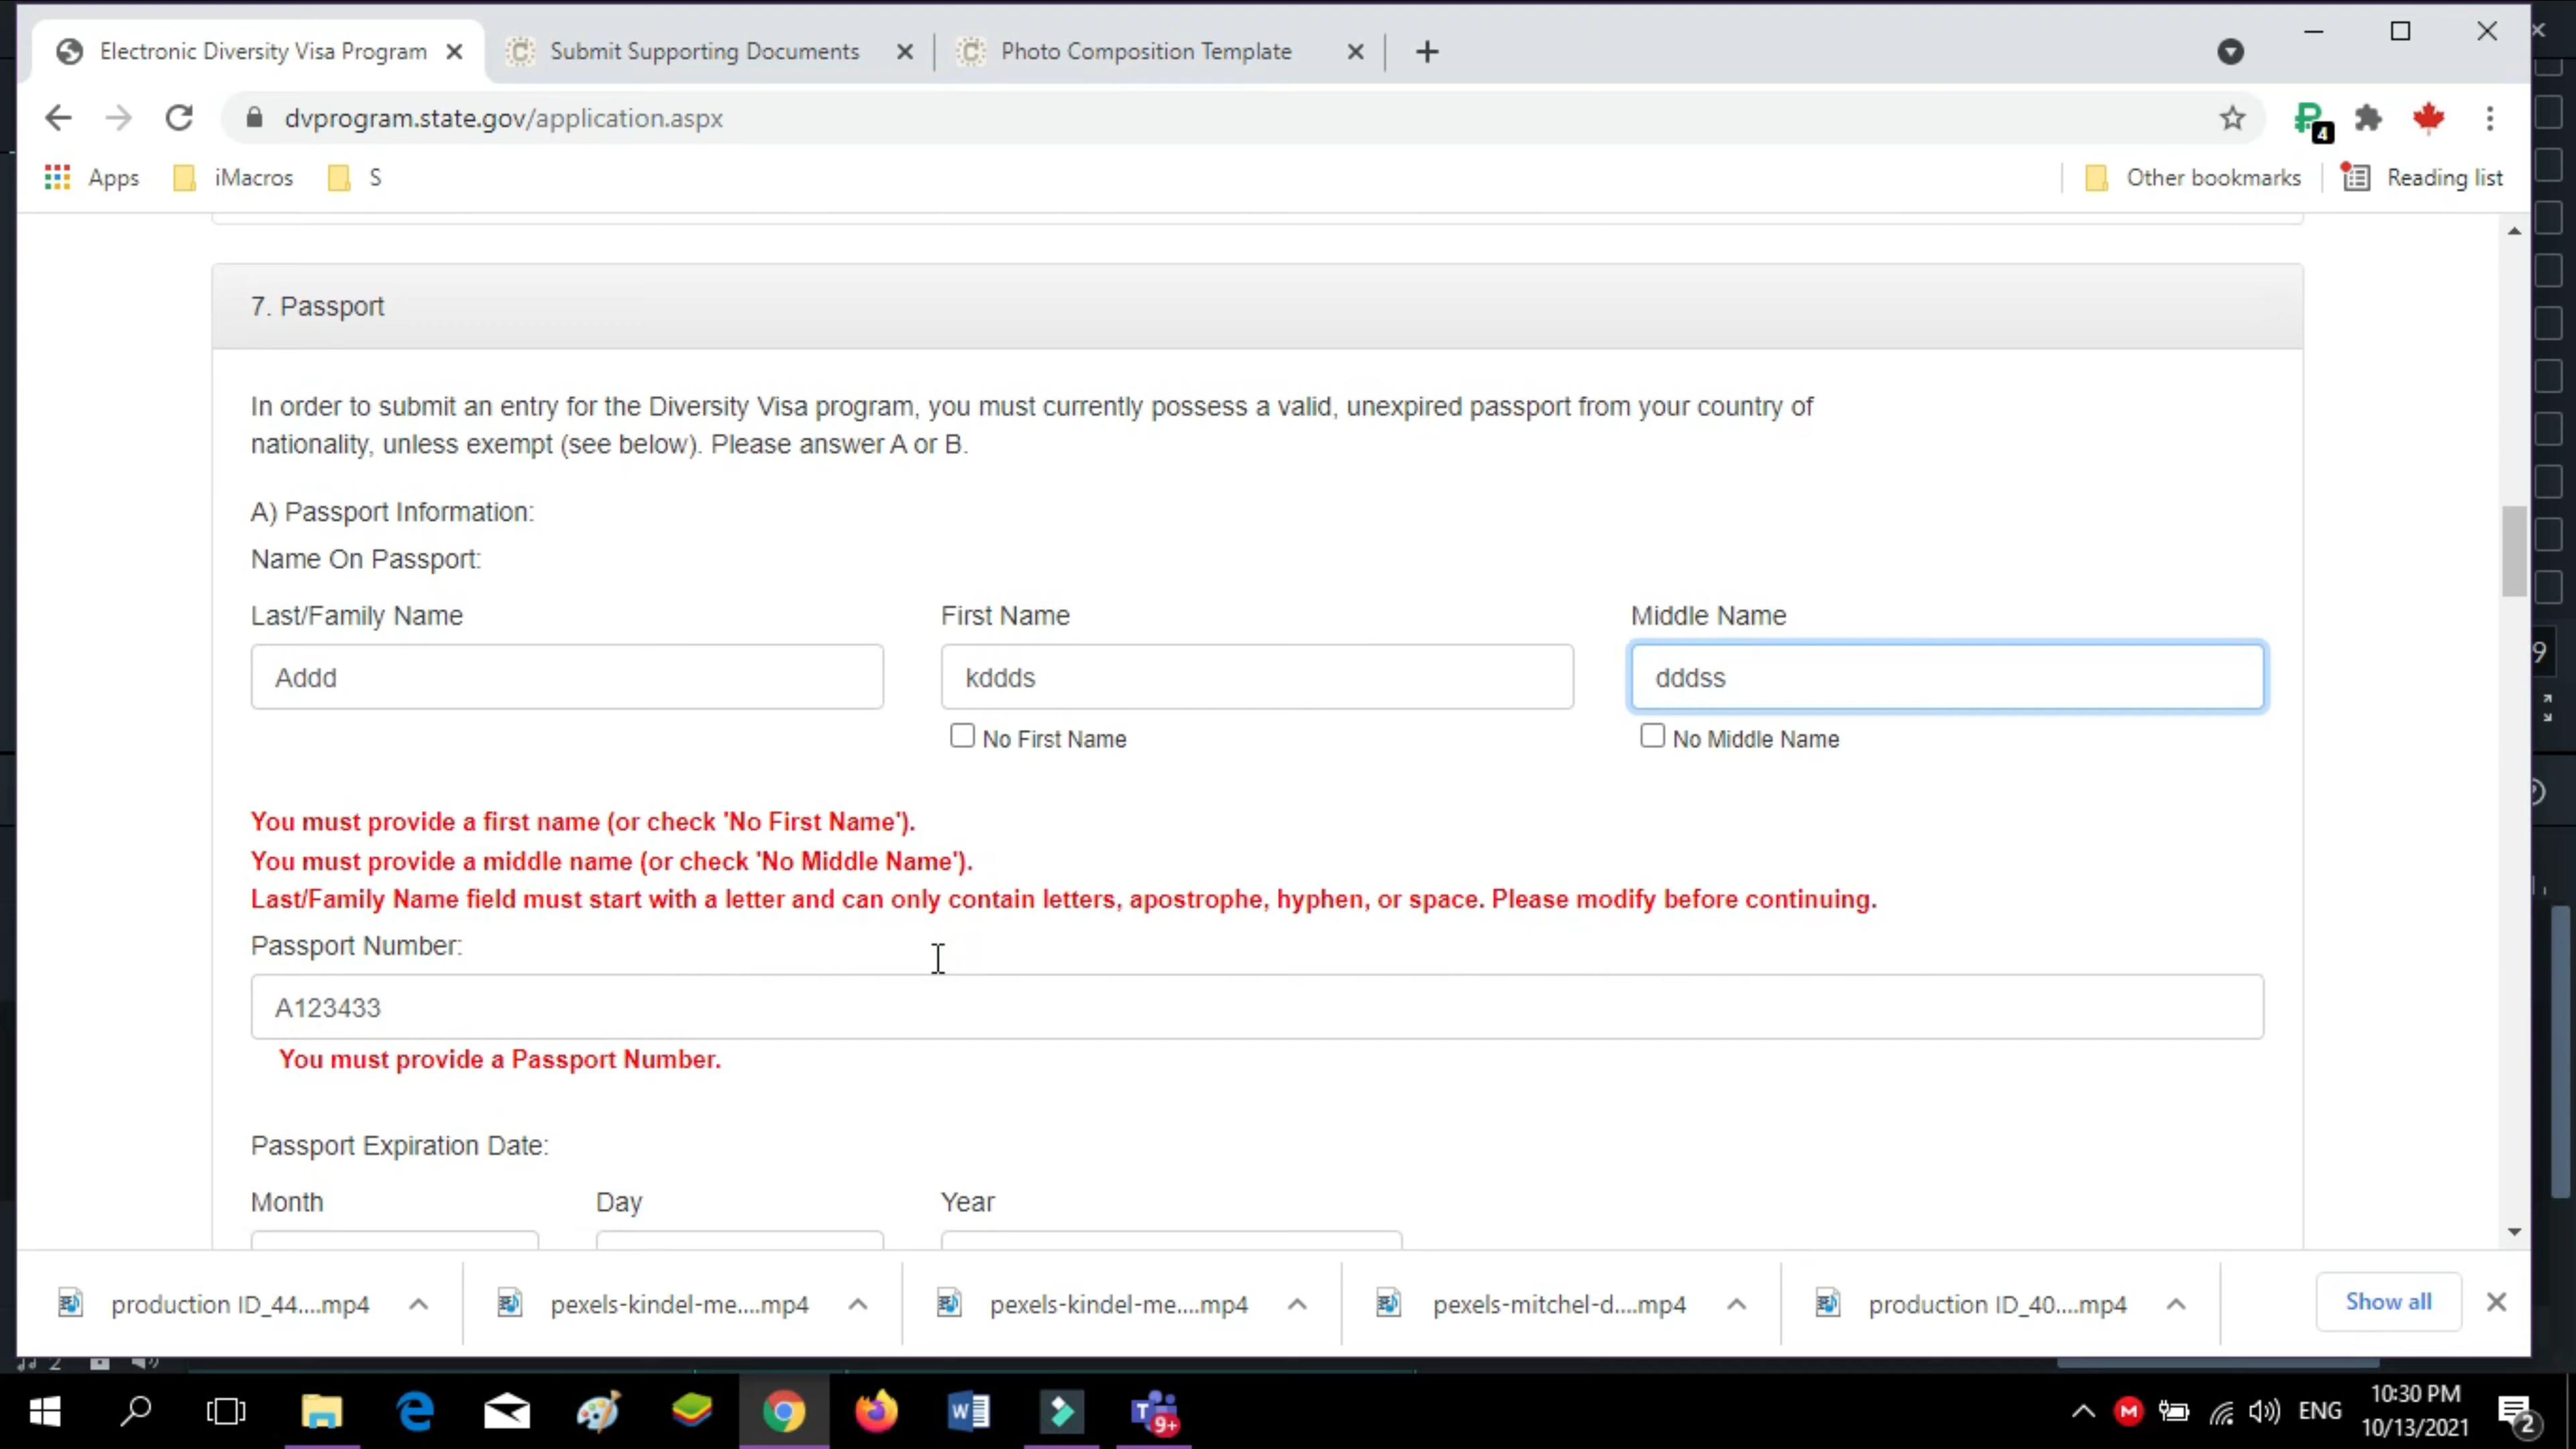 Electronic Diversity Visa Program
Submit Supporting Documents
Photo Composition Template
dvprogram.state.gov/application.aspx
4
Apps
iMacros
S
Other bookmarks
Reading list
7. Passport
In order to submit an entry for the Diversity Visa program, you must currently possess a valid, unexpired passport from your country of
nationality, unless exempt (see below). Please answer A or B.
A) Passport Information:
Name On Passport:
Last/Family Name
First Name
Middle Name
Addd
kddds
dddss
9
No First Name
No Middle Name
You must provide a first name (or check 'No First Name').
You must provide a middle name (or check 'No Middle Name').
Last/Family Name field must start with a letter and can only contain letters, apostrophe, hyphen, or space. Please modify before continuing.
Passport Number:
A123433
You must provide a Passport Number.
Passport Expiration Date:
Month
Day
Year
production ID_44....mp4
pexels-kindel-me....mp4
pexels-kindel-me....mp4
pexels-mitchel-d....mp4
production ID_40....mp4
Show all
2
9+
ENG
10:30 PM
10/13/2021
2